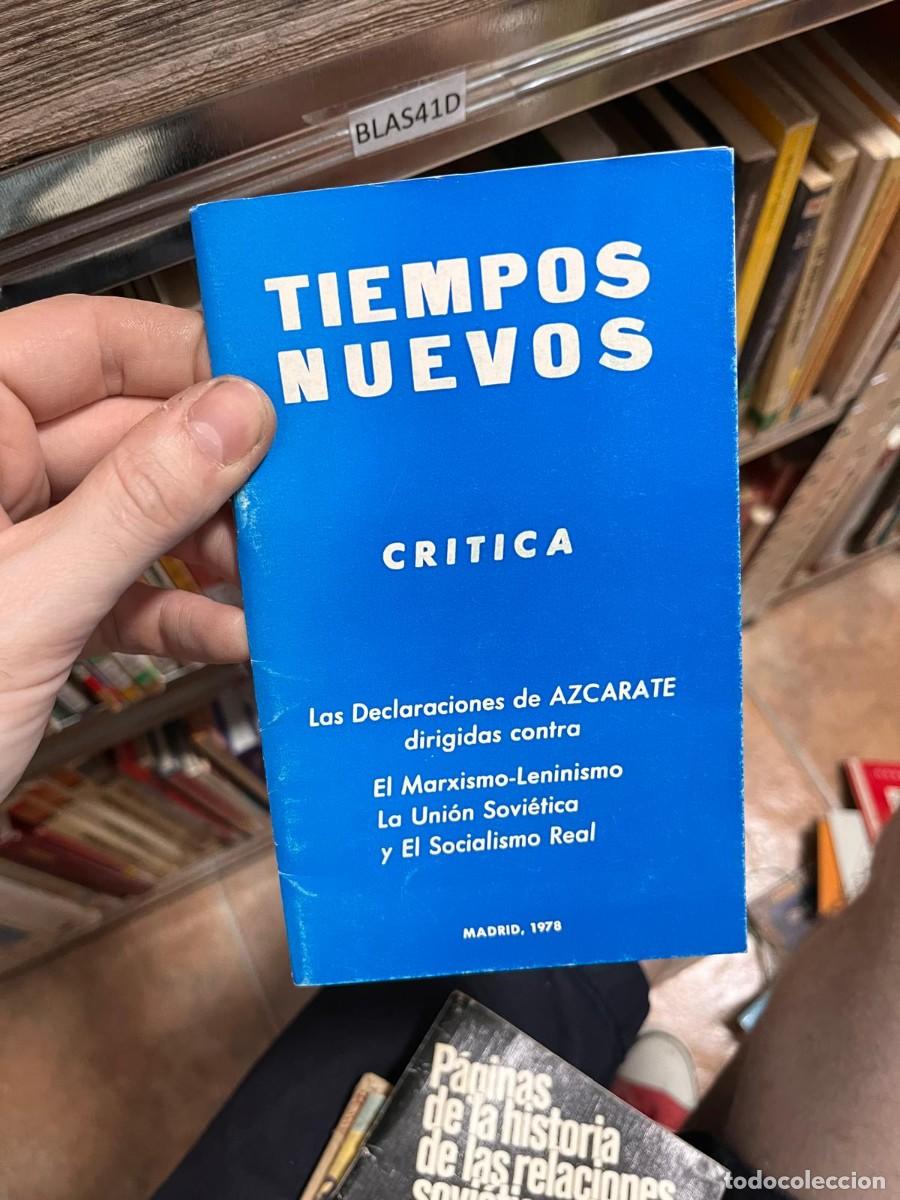 BLAS41D
TIEMPOS
NUEVOS
CRITICA
Las Declaraciones de AZCARATE
dirigidas contra
El Marxismo-Leninismo
La Unión Soviética
y El Socialismo Real
MADRID, 1978
Páginas
de la historia
de las relaciones
todocoleccion